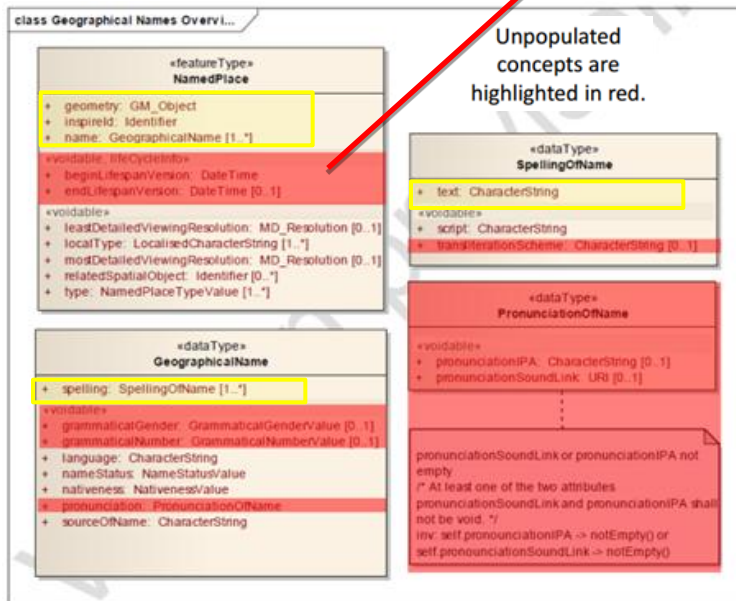 class Geographical Names Overvi...
Unpopulated
concepts are
highlighted in red.
«featureType»
NamedPlace
+ geometry: GM_Object
+ inspireId: Identifier
+ name: GeographicalName [1..*]
«voidable, lifeCycleInfo»
+ beginLifespanVersion: DateTime
+ endLifespanVersion: DateTime [0..1]
«voidable»
+ leastDetailedViewingResolution: MD_Resolution [0..1]
+ localType: LocalisedCharacterString [1..*]
+ mostDetailedViewingResolution: MD_Resolution [0..1]
+ relatedSpatialObject: Identifier [0..*]
+ type: NamedPlaceTypeValue [1..*]
«dataType»
SpellingOfName
+ text: CharacterString
«voidable»
+ script: CharacterString
+ transliterationScheme: CharacterString [0..1]
«dataType»
GeographicalName
+ spelling: SpellingOfName [1..*]
«voidable»
+ grammaticalGender: GrammaticalGenderValue [0..1]
+ grammaticalNumber: GrammaticalNumberValue [0..1]
+ language: CharacterString
+ nameStatus: NameStatusValue
+ nativeness: NativenessValue
+ pronunciation: PronunciationOfName
+ sourceOfName: CharacterString
«dataType»
PronunciationOfName
«voidable»
+ pronunciationIPA: CharacterString [0..1]
+ pronunciationSoundLink: URI [0..1]
pronunciationSoundLink or pronunciationIPA not
empty
/* At least one of the two attributes
pronunciationSoundLink and pronunciationIPA shall
not be void. */
inv: self.pronounciationIPA -> notEmpty() or
self.pronounciationSoundLink -> notEmpty()